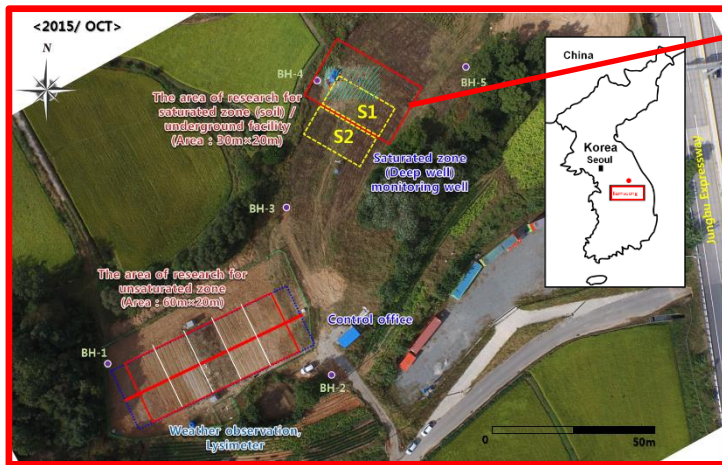 <2015/ OCT>
N
BH-4
BH-5
The area of research for
saturated zone (soil) /
underground facility
(Area : 30m×20m)
S1
S2
Saturated zone
(Deep well)
monitoring well
BH-3
The area of research for
unsaturated zone
(Area : 60m×20m)
Control office
BH-1
BH-2
Weather observation,
Lysimeter
0
50m
China
Korea
Seoul
Jungbu Expressway